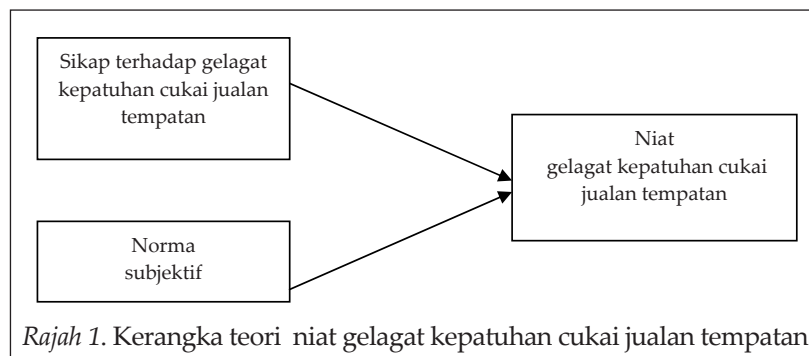 Sikap terhadap gelagat
kepatuhan cukai jualan
tempatan
Niat
gelagat kepatuhan cukai
jualan tempatan
Norma
subjektif
Rajah 1. Kerangka teori niat gelagat kepatuhan cukai jualan tempatan